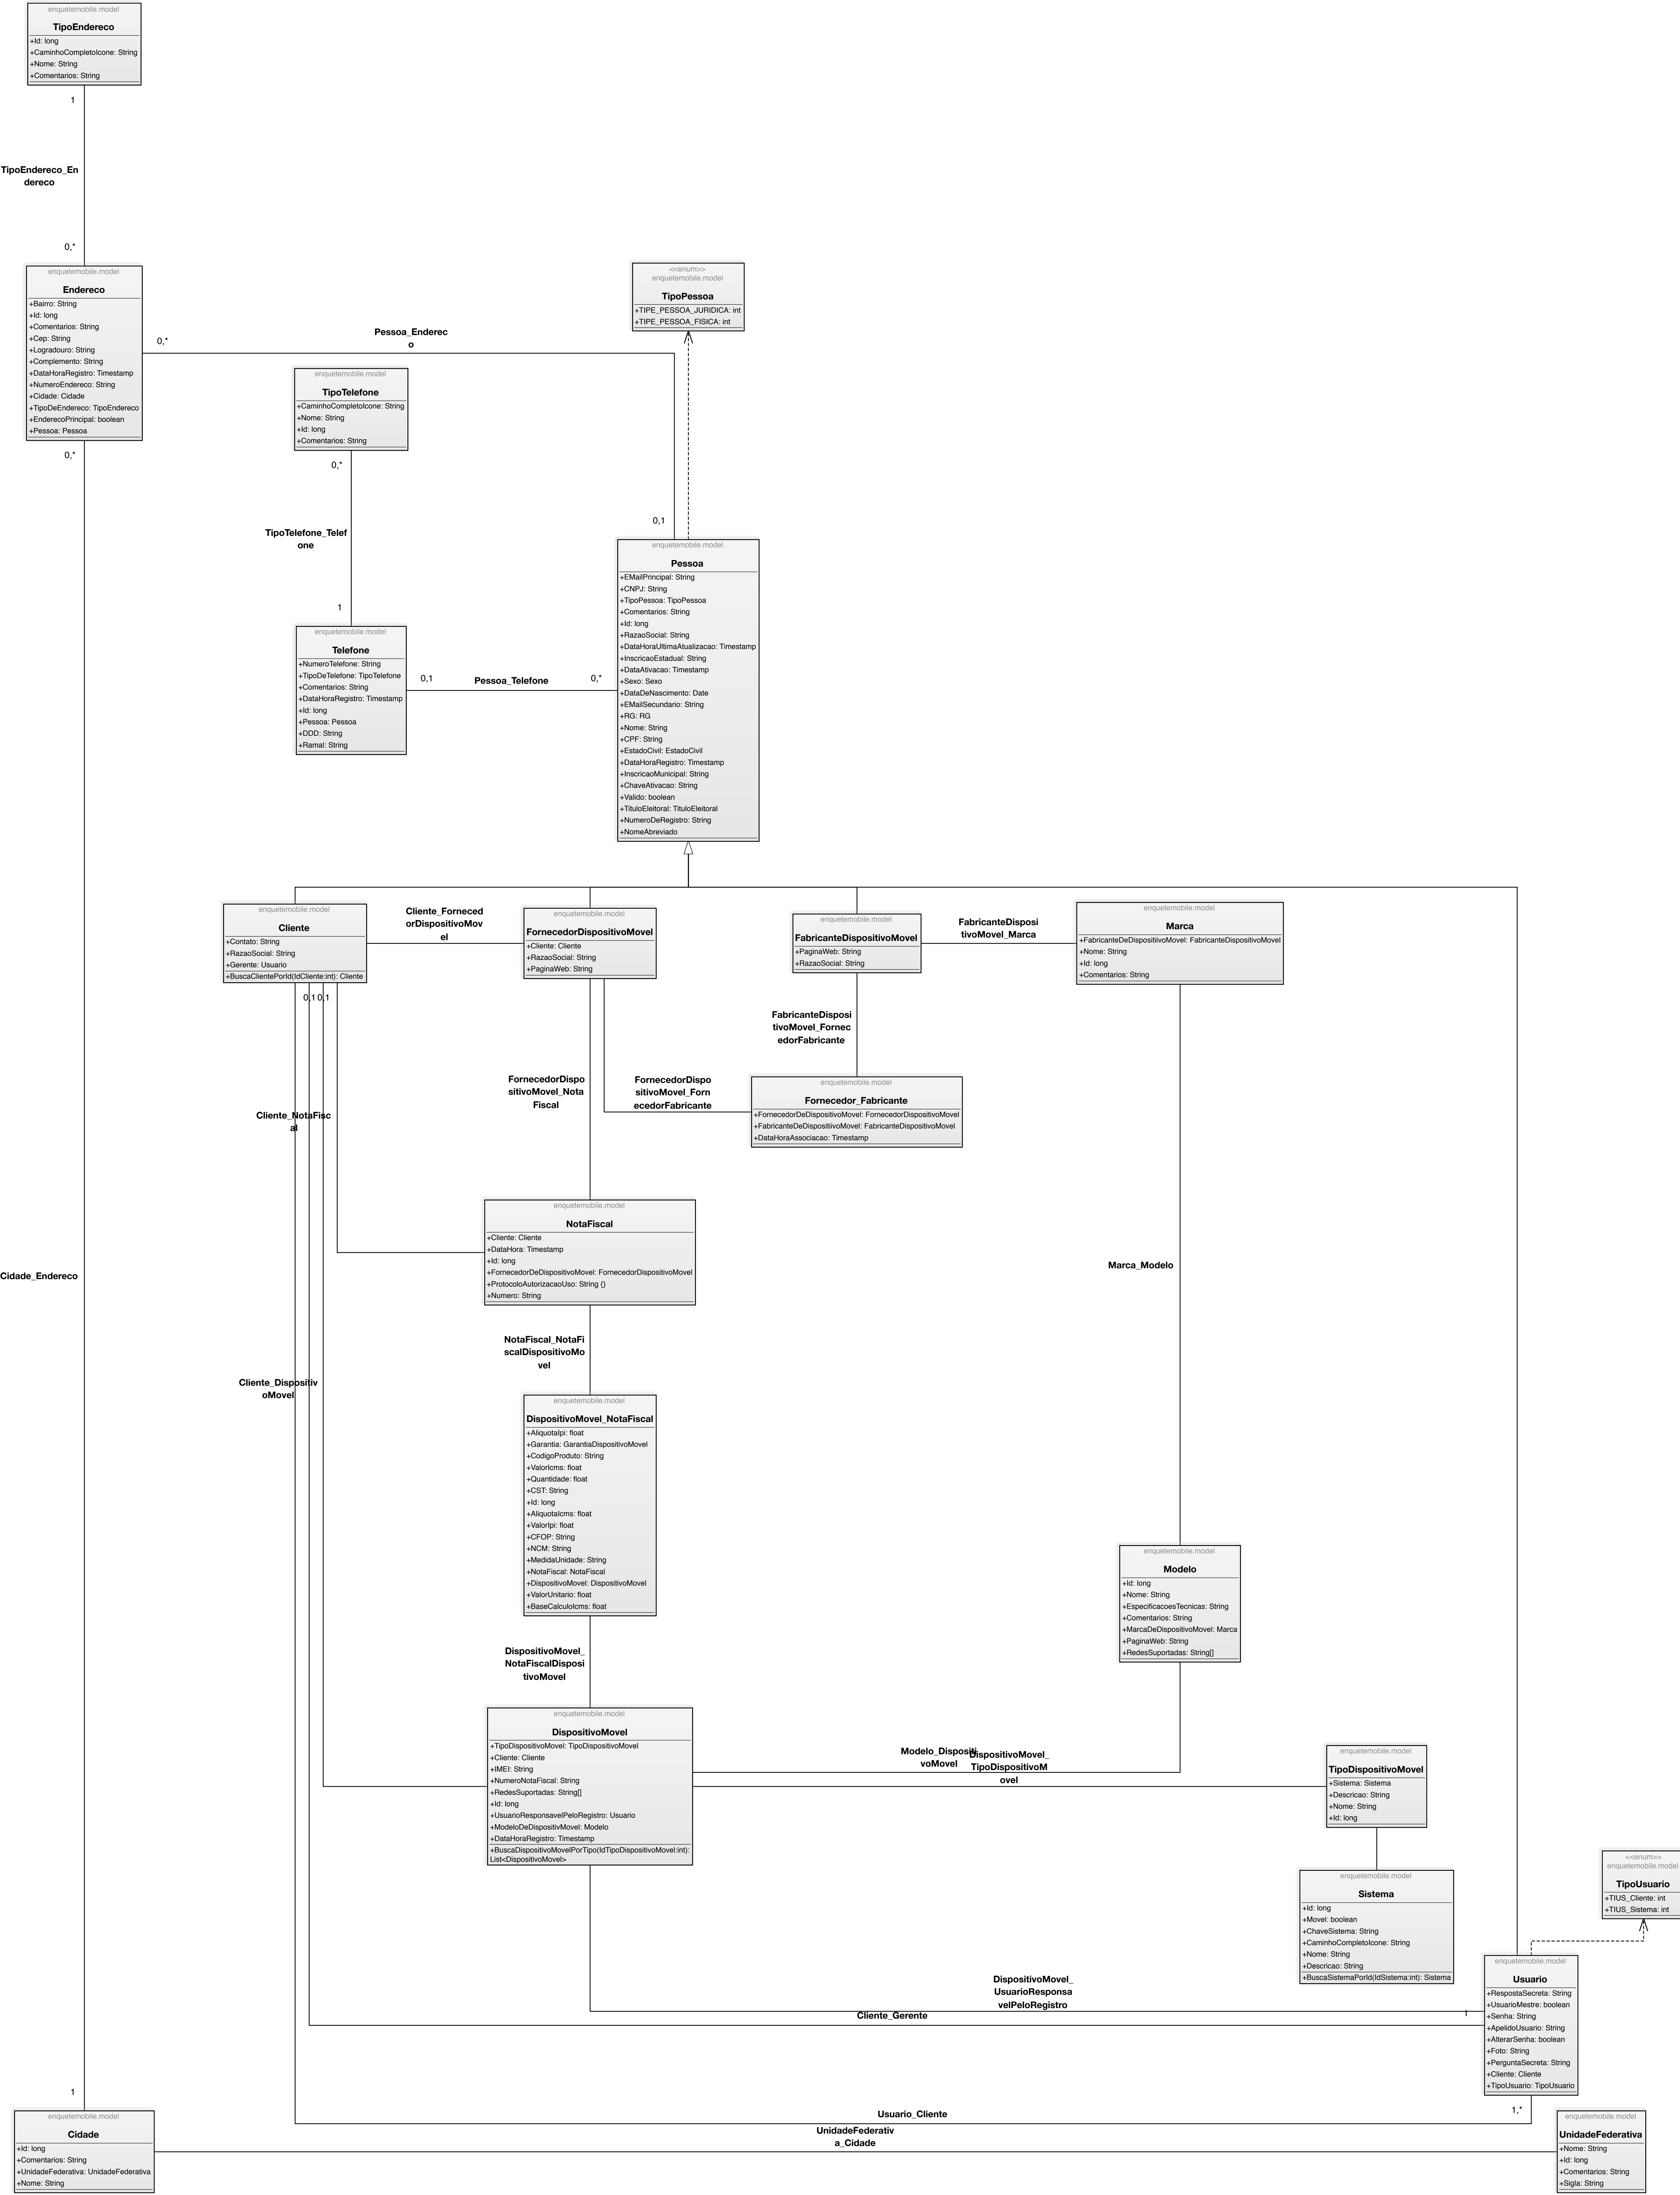 enquetemobile.model
TipoEndereco
+Id: long
+CaminhoCompletoIcone: String
+Nome: String
+Comentarios: String
1
TipoEndereco_En
dereco
0,*
enquetemobile.model
Endereco
+Bairro: String
+Id: long
+Comentarios: String
+Cep: String
+Logradouro: String
+Complemento: String
+DataHoraRegistro: Timestamp
+NumeroEndereco: String
+Cidade: Cidade
+TipoDeEndereco: TipoEndereco
+EnderecoPrincipal: boolean
+Pessoa: Pessoa
0,*
0,*
Pessoa_Enderec
o
0,1
<<enum>>
enquetemobile.model
TipoPessoa
+TIPE_PESSOA_JURIDICA: int
+TIPE_PESSOA_FISICA: int
enquetemobile.model
TipoTelefone
+CaminhoCompletoIcone: String
+Nome: String
+Id: long
+Comentarios: String
0,*
TipoTelefone_Telef
one
1
enquetemobile.model
Telefone
+NumeroTelefone: String
+TipoDeTelefone: TipoTelefone
+Comentarios: String
+DataHoraRegistro: Timestamp
+Id: long
+Pessoa: Pessoa
+DDD: String
+Ramal: String
0,1
Pessoa_Telefone
0,*
enquetemobile.model
Pessoa
+EMailPrincipal: String
+CNPJ: String
+TipoPessoa: TipoPessoa
+Comentarios: String
+Id: long
+RazaoSocial: String
+DataHoraUltimaAtualizacao: Timestamp
+InscricaoEstadual: String
+DataAtivacao: Timestamp
+Sexo: Sexo
+DataDeNascimento: Date
+EMailSecundario: String
+RG: RG
+Nome: String
+CPF: String
+EstadoCivil: EstadoCivil
+DataHoraRegistro: Timestamp
+InscricaoMunicipal: String
+ChaveAtivacao: String
+Valido: boolean
+TituloEleitoral: TituloEleitoral
+NumeroDeRegistro: String
+NomeAbreviado
enquetemobile.model
Cliente
+Contato: String
+RazaoSocial: String
+Gerente: Usuario
+BuscaClientePorId(IdCliente:int): Cliente
0,1
0,1
Cliente_Forneced
orDispositivoMov
el
enquetemobile.model
FornecedorDispositivoMovel
+Cliente: Cliente
+RazaoSocial: String
+PaginaWeb: String
enquetemobile.model
FabricanteDispositivoMovel
+PaginaWeb: String
+RazaoSocial: String
FabricanteDisposi
tivoMovel_Marca
enquetemobile.model
Marca
+FabricanteDeDispositiivoMovel: FabricanteDispositivoMovel
+Nome: String
+Id: long
+Comentarios: String
FabricanteDisposi
tivoMovel_Fornec
edorFabricante
FornecedorDispo
sitivoMovel_Nota
Fiscal
FornecedorDispo
sitivoMovel_Forn
ecedorFabricante
enquetemobile.model
Fornecedor_Fabricante
+FornecedorDeDispositivoMovel: FornecedorDispositivoMovel
+FabricanteDeDispositiivoMovel: FabricanteDispositivoMovel
+DataHoraAssociacao: Timestamp
Cliente_NotaFisc
al
enquetemobile.model
NotaFiscal
+Cliente: Cliente
+DataHora: Timestamp
+Id: long
+FornecedorDeDispositivoMovel: FornecedorDispositivoMovel
+ProtocoloAutorizacaoUso: String {}
+Numero: String
Cidade_Endereco
Marca_Modelo
NotaFiscal_NotaFi
scalDispositivoMo
vel
Cliente_Dispositiv
oMovel
enquetemobile.model
DispositivoMovel_NotaFiscal
+AliquotaIpi: float
+Garantia: GarantiaDispositivoMovel
+CodigoProduto: String
+ValorIcms: float
+Quantidade: float
+CST: String
+Id: long
+AliquotaIcms: float
+ValorIpi: float
+CFOP: String
+NCM: String
+MedidaUnidade: String
+NotaFiscal: NotaFiscal
+DispositivoMovel: DispositivoMovel
+ValorUnitario: float
+BaseCalculoIcms: float
enquetemobile.model
Modelo
+Id: long
+Nome: String
+EspecificacoesTecnicas: String
+Comentarios: String
+MarcaDeDispositivoMovel: Marca
+PaginaWeb: String
+RedesSuportadas: String[]
DispositivoMovel_
NotaFiscalDisposi
tivoMovel
enquetemobile.model
DispositivoMovel
+TipoDispositivoMovel: TipoDispositivoMovel
+Cliente: Cliente
+IMEI: String
+NumeroNotaFiscal: String
+RedesSuportadas: String[]
+Id: long
+UsuarioResponsavelPeloRegistro: Usuario
+ModeloDeDispositivMovel: Modelo
+DataHoraRegistro: Timestamp
+BuscaDispositivoMovelPorTipo(IdTipoDispositivoMovel:int):
List<DispositivoMovel>
Modelo_Dispositi
voMovel
DispositivoMovel_
TipoDispositivoM
ovel
enquetemobile.model
TipoDispositivoMovel
+Sistema: Sistema
+Descricao: String
+Nome: String
+Id: long
enquetemobile.model
Sistema
+Id: long
+Movel: boolean
+ChaveSistema: String
+CaminhoCompletoIcone: String
+Nome: String
+Descricao: String
+BuscaSistemaPorId(IdSistema:int): Sistema
<<enum>>
enquetemobile.model
TipoUsuario
+TIUS_Cliente: int
+TIUS_Sistema: int
enquetemobile.model
Usuario
+RespostaSecreta: String
+UsuarioMestre: boolean
+Senha: String
+ApelidoUsuario: String
+AlterarSenha: boolean
+Foto: String
+PerguntaSecreta: String
+Cliente: Cliente
+TipoUsuario: TipoUsuario
DispositivoMovel_
UsuarioResponsa
velPeloRegistro
1
Cliente_Gerente
1
1,*
Usuario_Cliente
UnidadeFederativ
a_Cidade
enquetemobile.model
Cidade
+Id: long
+Comentarios: String
+UnidadeFederativa: UnidadeFederativa
+Nome: String
enquetemobile.model
UnidadeFederativa
+Nome: String
+Id: long
+Comentarios: String
+Sigla: String